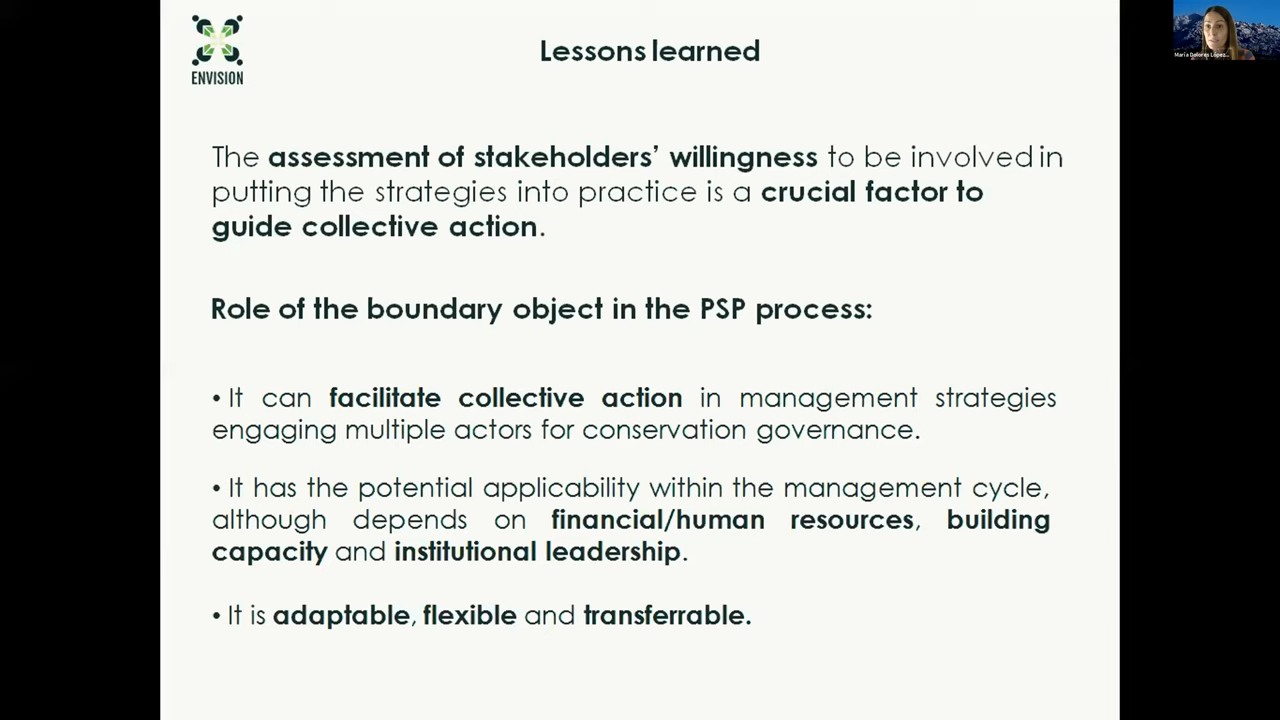 ENVISION
Lessons learned
María Dolores López...
The assessment of stakeholders’ willingness to be involved in
putting the strategies into practice is a crucial factor to
guide collective action.
Role of the boundary object in the PSP process:
• It can facilitate collective action in management strategies
engaging multiple actors for conservation governance.
• It has the potential applicability within the management cycle,
although depends on financial/human resources, building
capacity and institutional leadership.
• It is adaptable, flexible and transferrable.